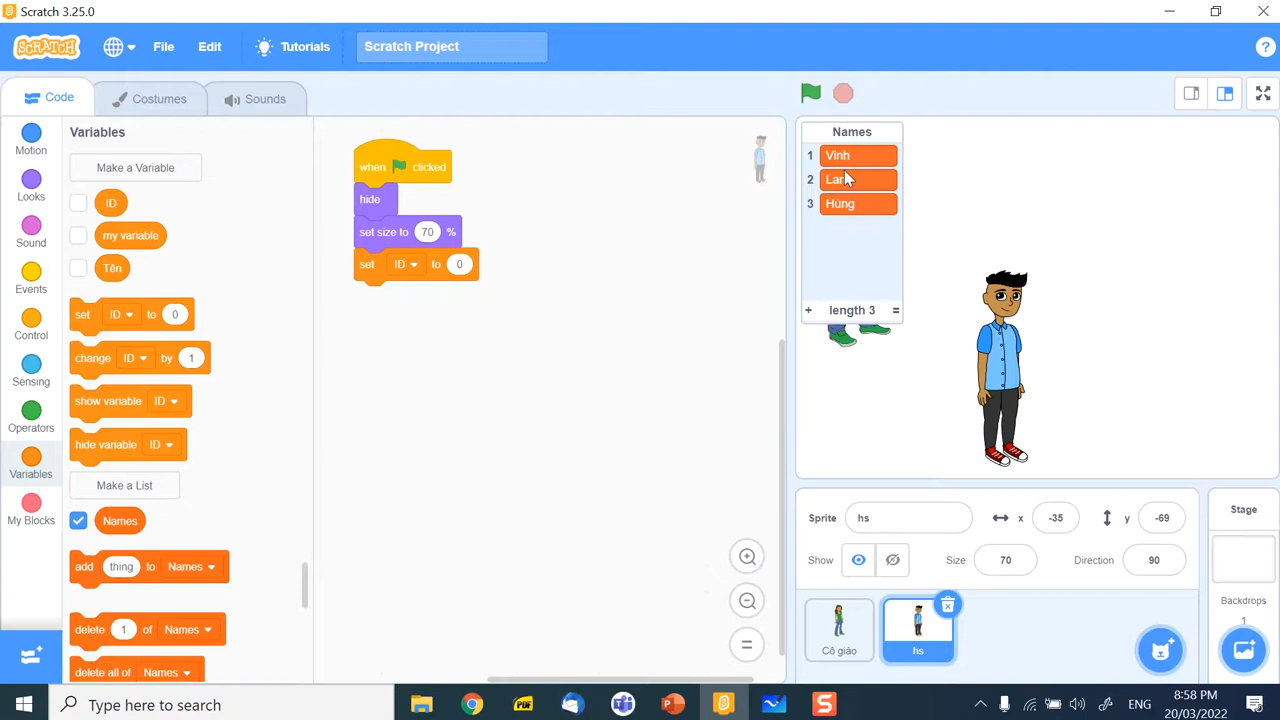 Scratch 3.25.0
SCRATCH
File
Edit
Tutorials
Scratch Project
?
Code
Costumes
Sounds
Motion
Looks
Sound
Events
Control
Sensing
Operators
Variables
My Blocks
Variables
Make a Variable
ID
my variable
Tên
set ID to 0
change ID by 1
show variable ID
hide variable ID
Make a List
Names
add thing to Names
delete 1 of Names
delete all of Names
when clicked
hide
set size to 70 %
set ID to 0
Names
1 Vinh
2
3 Hùng
+ length 3 =
Sprite hs x -35 y -69
Show Size 70 Direction 90
Cô giáo
hs
Stage
Backdrops
1
Type here to search
PDF
P
S
ENG
8:58 PM
20/03/2022